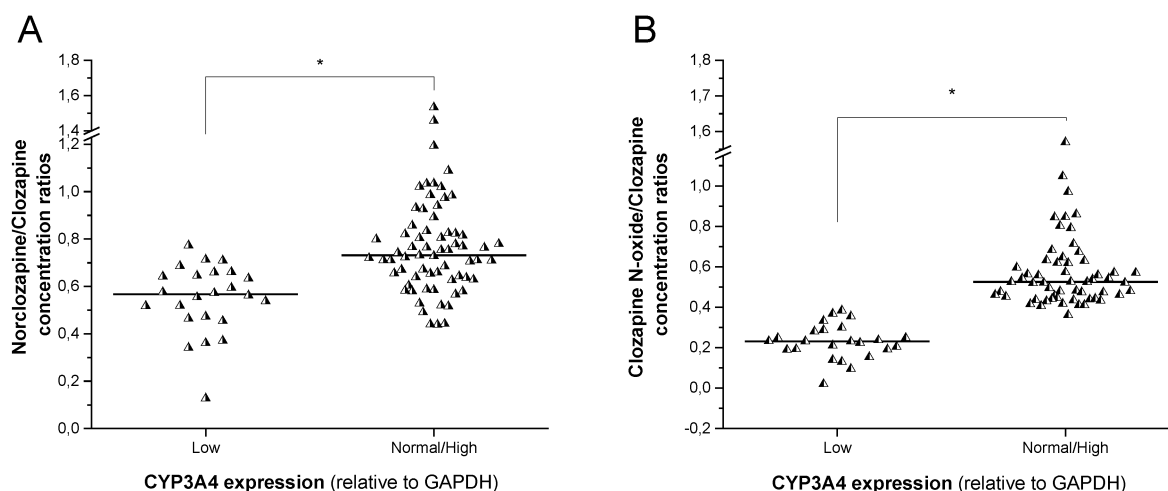 A
B
*
*
1,8
1,6
1,4
1,2
1,0
0,8
0,6
0,4
0,2
0,0
Norclozapine/Clozapine
concentration ratios
Low
Normal/High
CYP3A4 expression (relative to GAPDH)
1,8
1,6
1,0
0,8
0,6
0,4
0,2
0,0
-0,2
Clozapine N-oxide/Clozapine
concentration ratios
Low
Normal/High
CYP3A4 expression (relative to GAPDH)